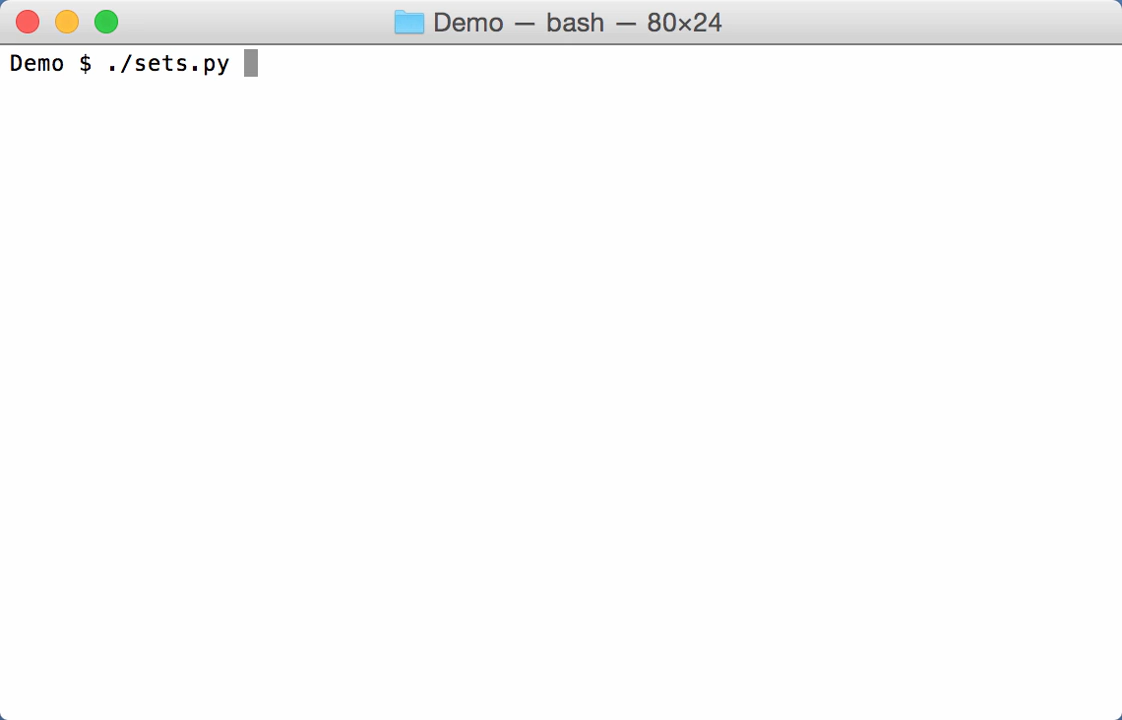 Demo — bash — 80×24
Demo $ ./sets.py